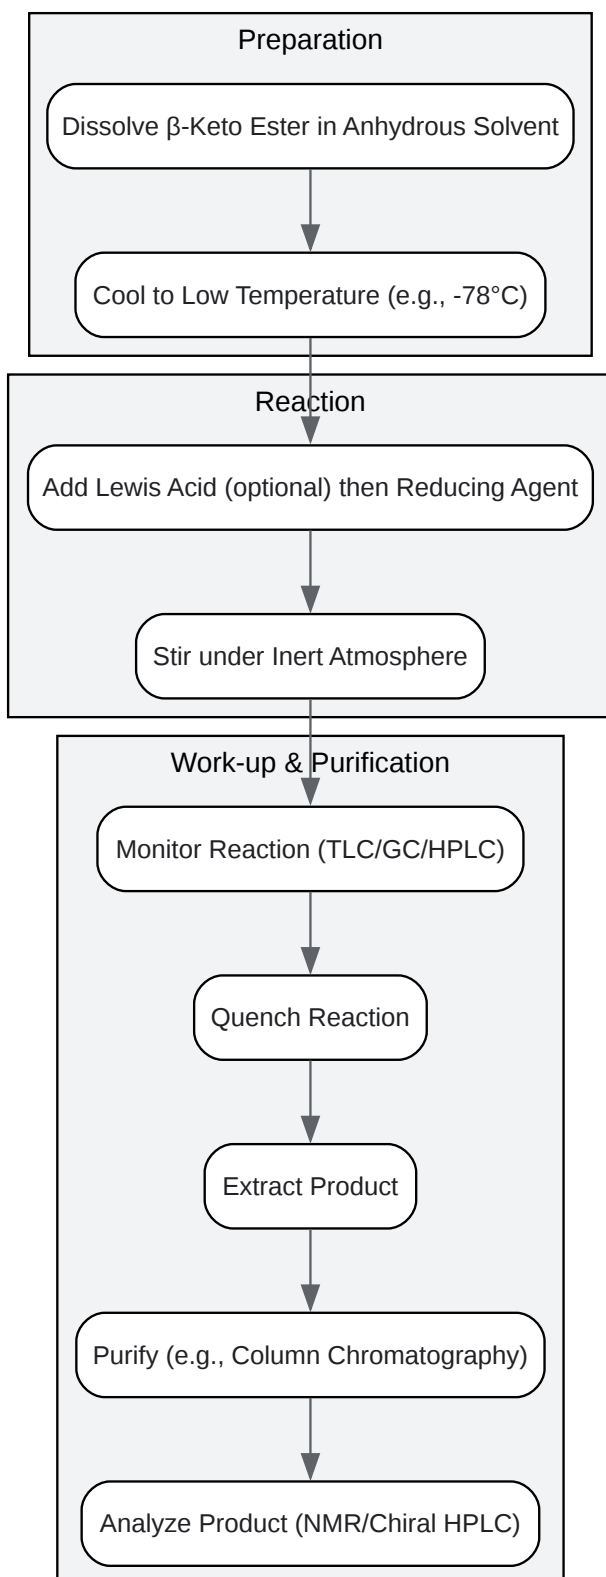 Preparation
Dissolve β-Keto Ester in Anhydrous Solvent
Cool to Low Temperature (e.g., -78°C)
Reaction
Add Lewis Acid (optional) then Reducing Agent
Stir under Inert Atmosphere
Work-up & Purification
Monitor Reaction (TLC/GC/HPLC)
Quench Reaction
Extract Product
Purify (e.g., Column Chromatography)
Analyze Product (NMR/Chiral HPLC)